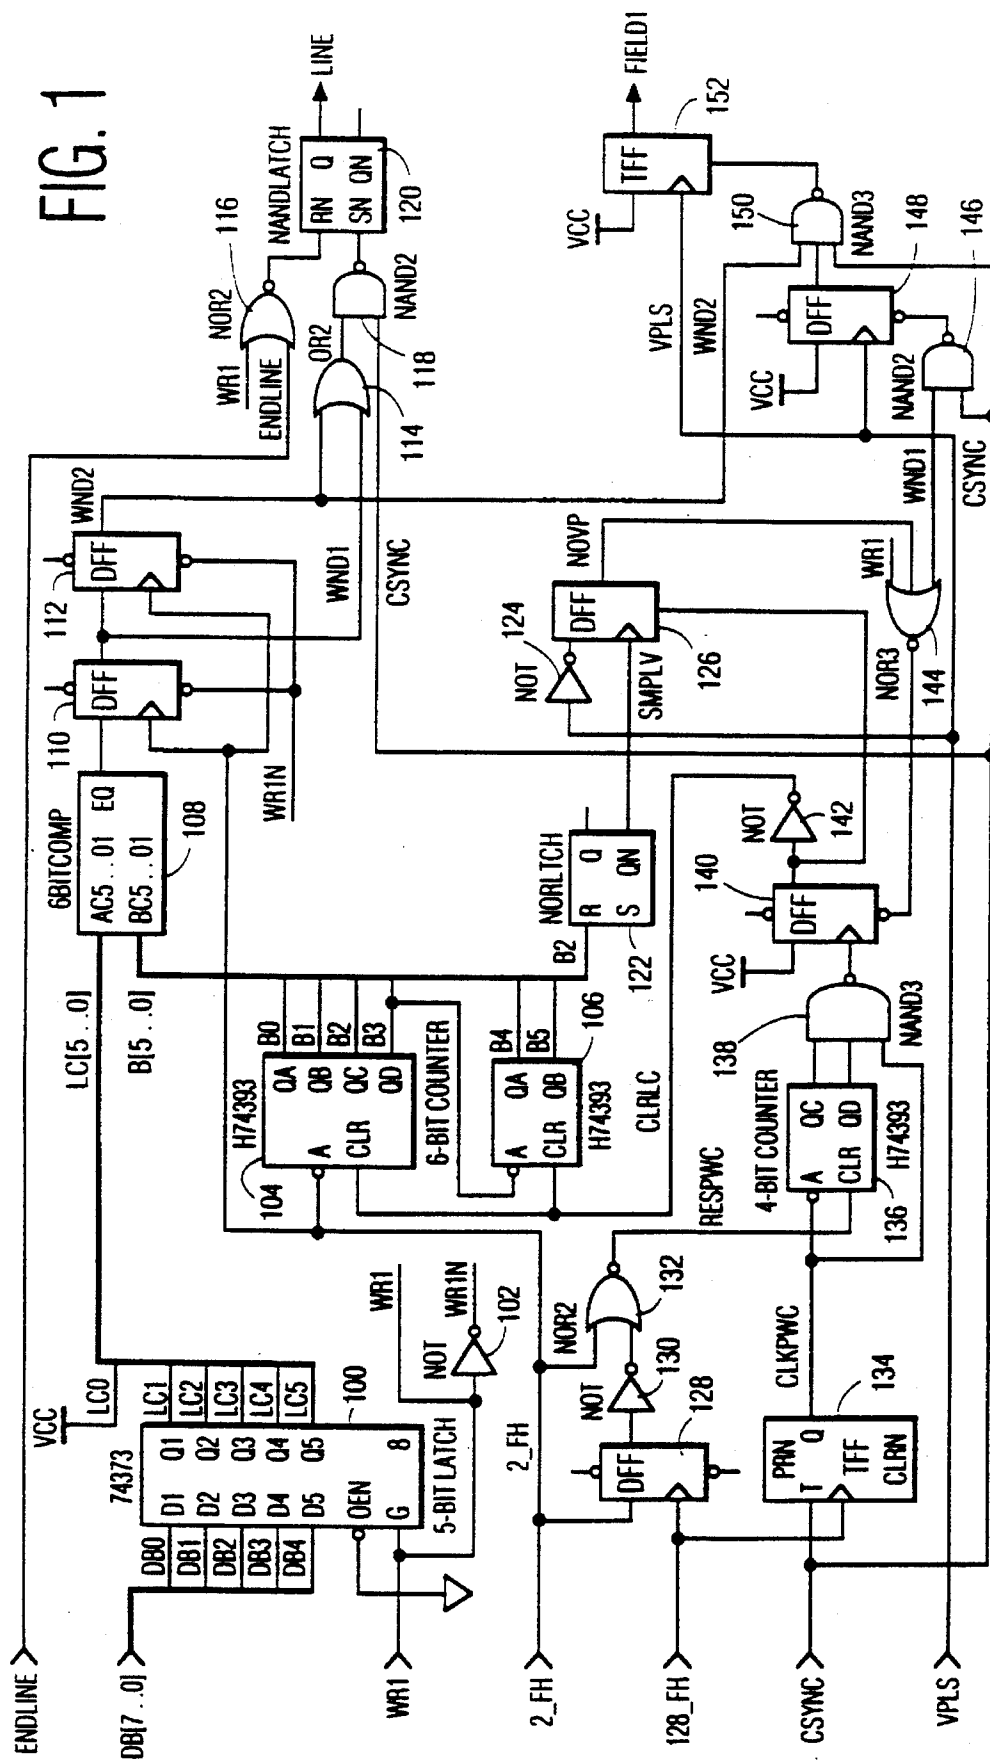 FIG. 1
ENDLINE
DB[7..0]
WR1
2_FH
128_FH
CSYNC
VPLS
VCC
LC0
LC1
LC2
LC3
LC4
LC5
DB0
DB1
DB2
DB3
DB4
74373
D1 Q1
D2 Q2
D3 Q3
D4 Q4
D5 Q5
OEN
G 8
100
5-BIT LATCH
WR1
NOT
WR1N
102
LC[5..0]
B[5..0]
6BITCOMP
AC5..01 EQ
BC5..01
108
H74393
A QA
QB
QC
CLR QD
104
B0
B1
B2
B3
6-BIT COUNTER
A QA
CLR QB
H74393
106
B4
B5
B2
110
DFF
112
DFF
WND2
WR1N
WND1
CSYNC
WR1
ENDLINE
NOR2
116
OR2
114
118
NAND2
NANDLATCH
RN Q
SN QN
120
LINE
NORLTCH
R Q
S QN
122
SMPLV
NOT
124
DFF
126
NOVP
CLRLC
2_FH
NOR2
132
NOT
130
DFF
128
RESPWC
CLKPWC
PRN
T Q
TFF
CLRN
134
4-BIT COUNTER
A QC
CLR QD
H74393
136
138
NAND3
VCC
DFF
140
NOT
142
NOR3
144
WR1
WND1
CSYNC
NAND2
146
VCC
DFF
148
VPLS
WND2
150
NAND3
VCC
TFF
152
FIELD1